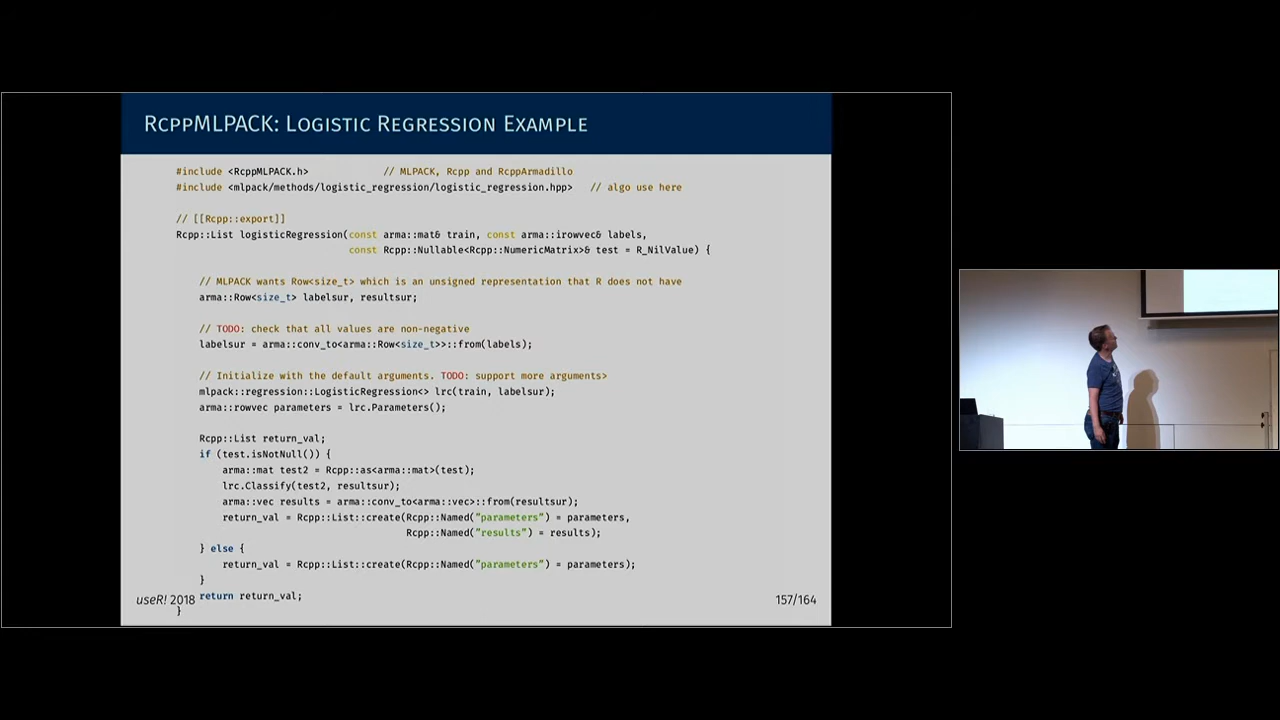 RcppMLPACK: Logistic Regression Example
#include <RcppMLPACK.h> // MLPACK, Rcpp and RcppArmadillo
#include <mlpack/methods/logistic_regression/logistic_regression.hpp> // algo use here
// [[Rcpp::export]]
Rcpp::List logisticRegression(const arma::mat& train, const arma::irowvec& labels,
const Rcpp::Nullable<Rcpp::NumericMatrix>& test = R_NilValue) {
// MLPACK wants Row<size_t> which is an unsigned representation that R does not have
arma::Row<size_t> labelsur, resultsur;
// TODO: check that all values are non-negative
labelsur = arma::conv_to<arma::Row<size_t>>::from(labels);
// Initialize with the default arguments. TODO: support more arguments>
mlpack::regression::LogisticRegression<> lrc(train, labelsur);
arma::rowvec parameters = lrc.Parameters();
Rcpp::List return_val;
if (test.isNotNull()) {
arma::mat test2 = Rcpp::as<arma::mat>(test);
lrc.Classify(test2, resultsur);
arma::vec results = arma::conv_to<arma::vec>::from(resultsur);
return_val = Rcpp::List::create(Rcpp::Named("parameters") = parameters,
Rcpp::Named("results") = results);
} else {
return_val = Rcpp::List::create(Rcpp::Named("parameters") = parameters);
}
return return_val;
}
useR! 2018
157/164